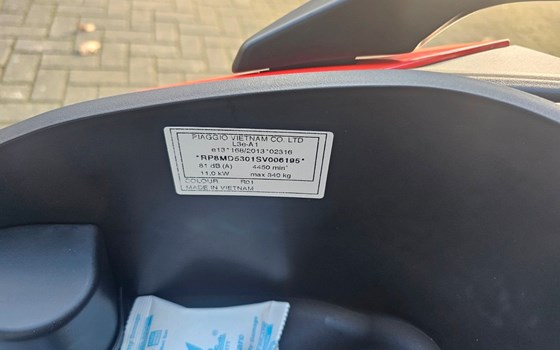 PIAGGIO VIETNAM CO. LTD
L3e-A1
e13*168/2013*02316
*RP8MD5301SV006195*
81 dB (A) 4450 min⁻
11,0 kW max 340 kg
COLOUR: R01
MADE IN VIETNAM